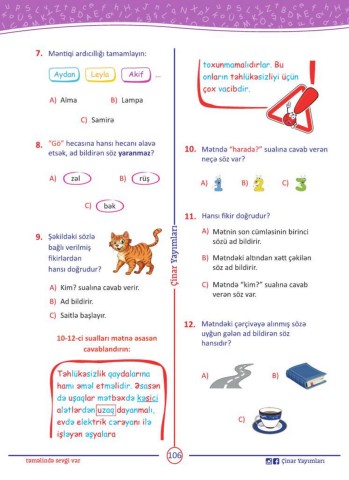 7. Məntiqi ardıcıllığı tamamlayın:
Aydan Leyla Akif ...
A) Alma B) Lampa
C) Samirə
8. "Gö" hecasına hansı hecanı əlavə
etsək, ad bildirən söz yaranmaz?
A) zəl B) rüş
C) bək
9. Şəkildəki sözlə
bağlı verilmiş
fikirlərdən
hansı doğrudur?
A) Kim? sualına cavab verir.
B) Ad bildirir.
C) Saitlə başlayır.
10-12-ci sualları mətnə əsasən
cavablandırın:
Təhlükəsizlik qaydalarına
hamı əməl etməlidir. Əsasən
də uşaqlar mətbəxdə kəsici
alətlərdən uzaq dayanmalı,
evdə elektrik cərəyanı ilə
işləyən əşyalara
toxunmamalıdırlar. Bu
onların təhlükəsizliyi üçün
çox vacibdir.
10. Mətndə "harada?" sualına cavab verən
neçə söz var?
A) 1 B) 2 C) 3
11. Hansı fikir doğrudur?
A) Mətnin son cümləsinin birinci
sözü ad bildirir.
B) Mətndəki altından xətt çəkilən
söz ad bildirir.
C) Mətndə "kim?" sualına cavab
verən söz var.
12. Mətndəki çərçivəyə alınmış sözə
uyğun gələn ad bildirən söz
hansıdır?
A) B)
C)
Çinar Yayımları
təməlində sevgi var
106
Çinar Yayımları